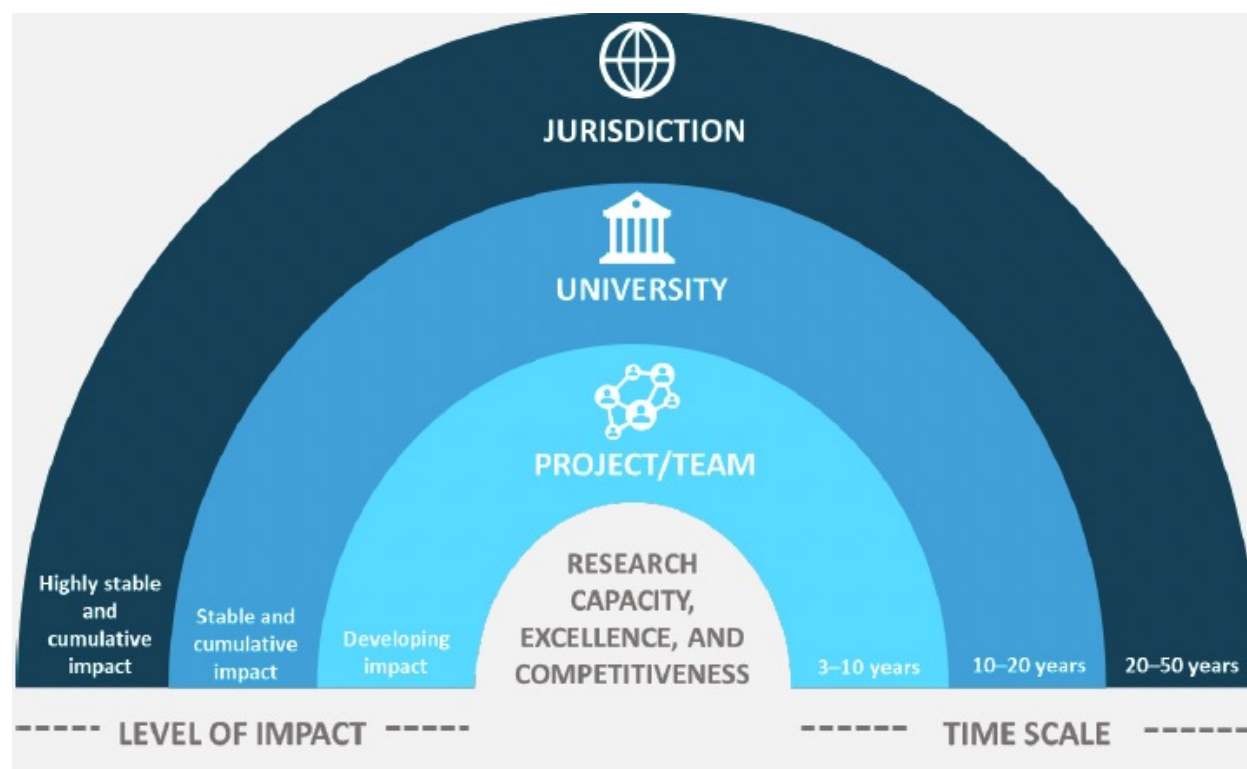 JURISDICTION
UNIVERSITY
PROJECT/TEAM
RESEARCH
CAPACITY,
EXCELLENCE, AND
COMPETITIVENESS
Highly stable
and
cumulative
impact
Stable and
cumulative
impact
Developing
impact
3–10 years
10–20 years
20–50 years
LEVEL OF IMPACT
TIME SCALE